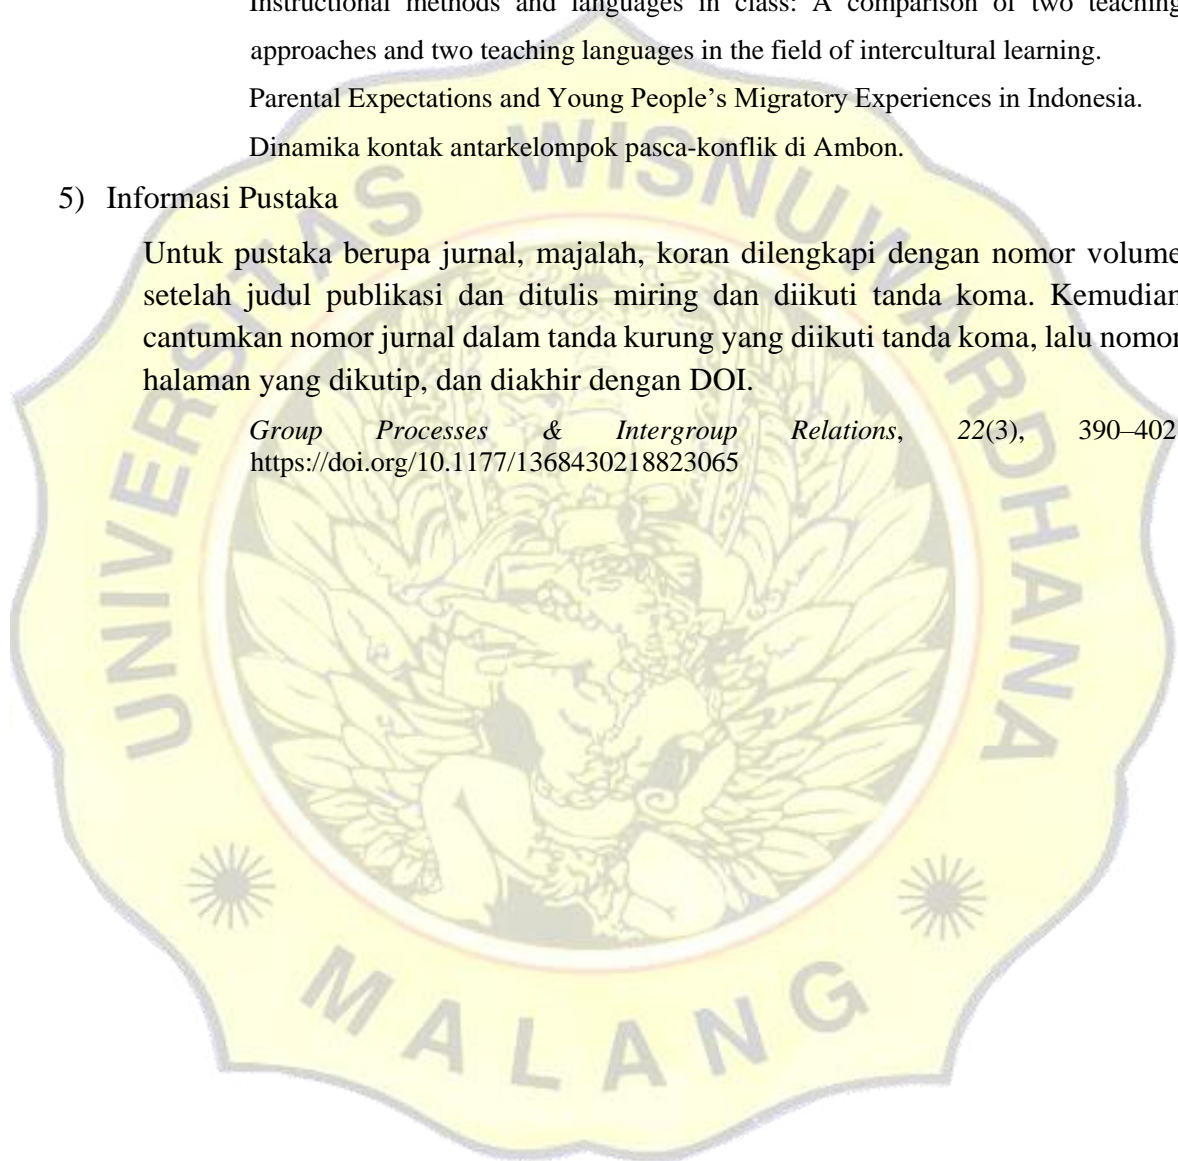 Instructional methods and languages in class: A comparison of two teaching
approaches and two teaching languages in the field of intercultural learning.
Parental Expectations and Young People's Migratory Experiences in Indonesia.
Dinamika kontak antarkelompok pasca-konflik di Ambon.
5) Informasi Pustaka
Untuk pustaka berupa jurnal, majalah, koran dilengkapi dengan nomor volume
setelah judul publikasi dan ditulis miring dan diikuti tanda koma. Kemudian
cantumkan nomor jurnal dalam tanda kurung yang diikuti tanda koma, lalu nomor
halaman yang dikutip, dan diakhir dengan DOI.
Group Processes & Intergroup Relations, 22(3), 390–402
https://doi.org/10.1177/1368430218823065
UNIVERSITAS WISNUWARDHANA
MALANG